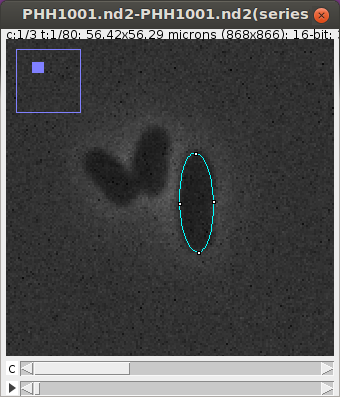 PHH1001.nd2-PHH1001.nd2(series
c:1/3 t:1/80; 56.42x56.29 microns (868x866); 16-bit;
c